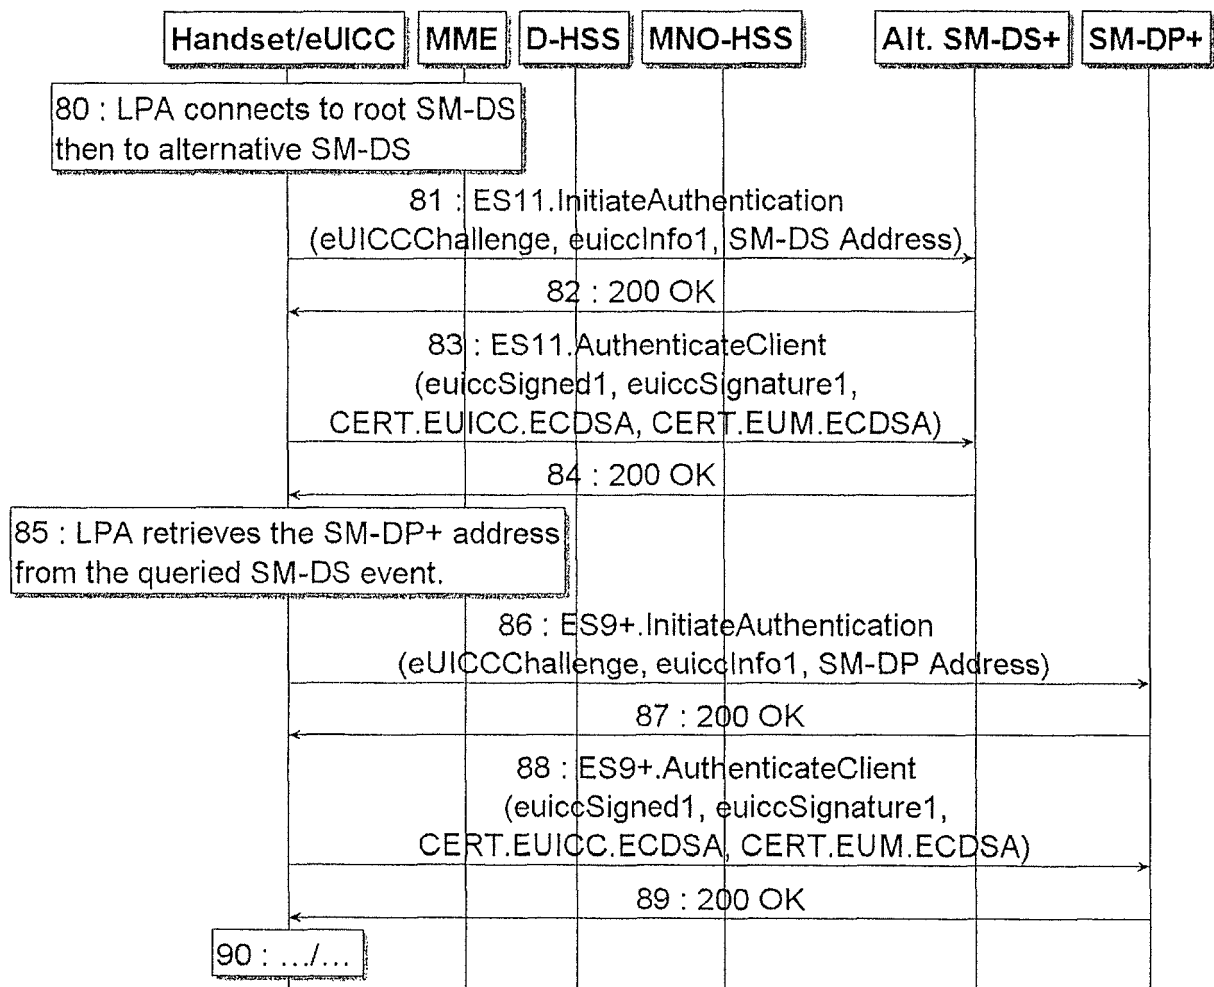 Handset/eUICC MME D-HSS MNO-HSS Alt. SM-DS+ SM-DP+
80 : LPA connects to root SM-DS
then to alternative SM-DS
81 : ES11.InitiateAuthentication
(eUICCChallenge, euiccInfo1, SM-DS Address)
82 : 200 OK
83 : ES11.AuthenticateClient
(euiccSigned1, euiccSignature1,
CERT.EUICC.ECDSA, CERT.EUM.ECDSA)
84 : 200 OK
85 : LPA retrieves the SM-DP+ address
from the queried SM-DS event.
86 : ES9+.InitiateAuthentication
(eUICCChallenge, euiccInfo1, SM-DP Address)
87 : 200 OK
88 : ES9+.AuthenticateClient
(euiccSigned1, euiccSignature1,
CERT.EUICC.ECDSA, CERT.EUM.ECDSA)
89 : 200 OK
90 : .../...